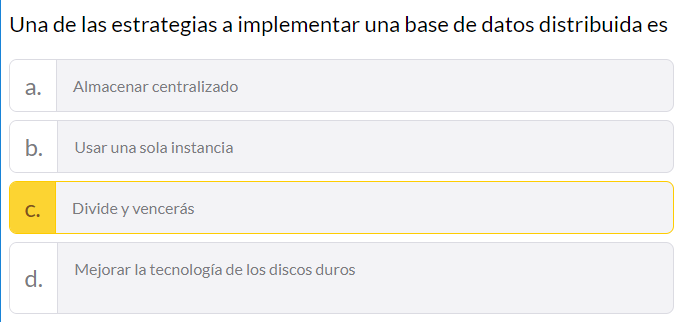 Una de las estrategias a implementar una base de datos distribuida es
a. Almacenar centralizado
b. Usar una sola instancia
c. Divide y vencerás
d. Mejorar la tecnología de los discos duros